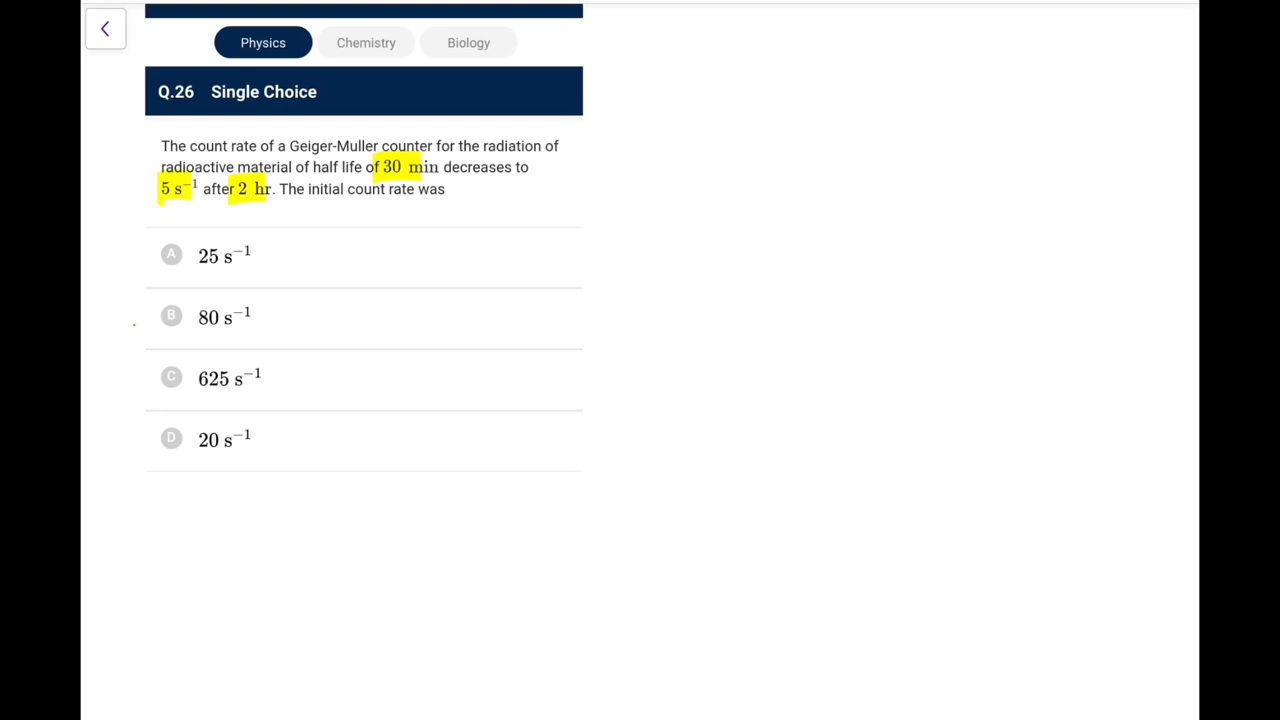 Physics Chemistry Biology
Q.26 Single Choice
The count rate of a Geiger-Muller counter for the radiation of
radioactive material of half life of 30 min decreases to
5 s⁻¹ after 2 hr. The initial count rate was
A 25 s⁻¹
B 80 s⁻¹
C 625 s⁻¹
D 20 s⁻¹